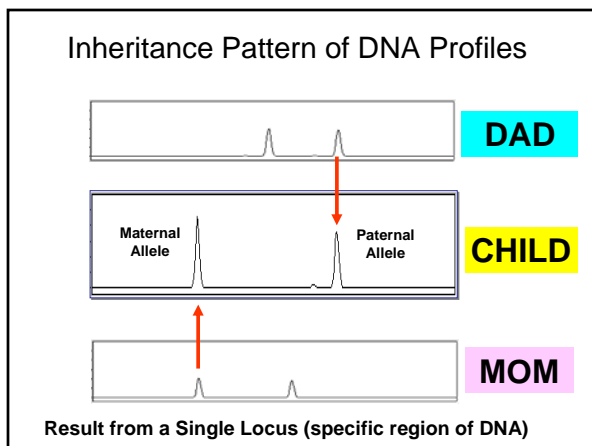 Inheritance Pattern of DNA Profiles
DAD
Maternal
Allele
Paternal
Allele
CHILD
MOM
Result from a Single Locus (specific region of DNA)